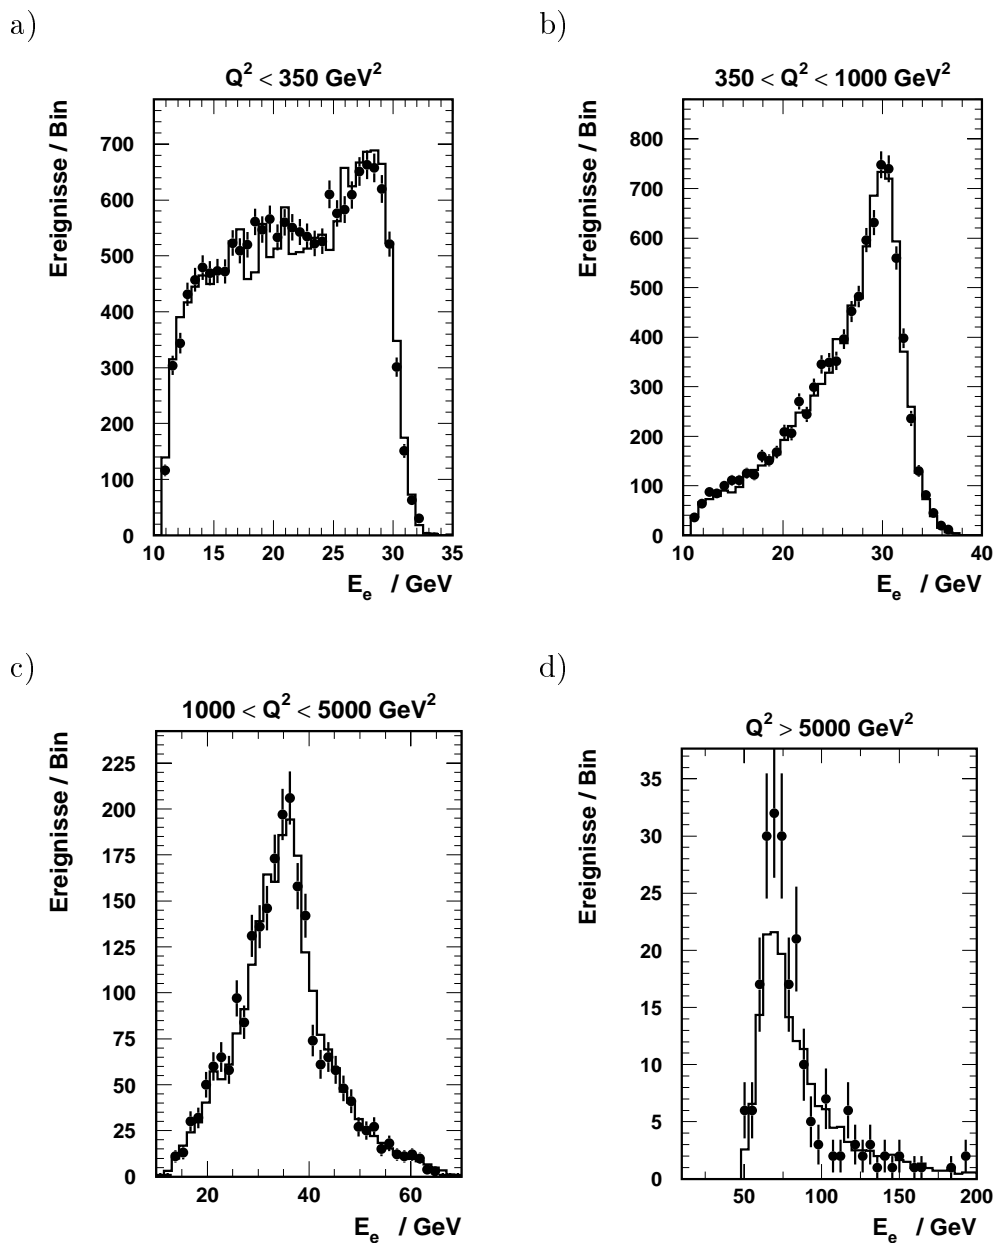 a)
Q² < 350 GeV²
Ereignisse / Bin
700
600
500
400
300
200
100
0
10 15 20 25 30 35
E_e / GeV
b)
350 < Q² < 1000 GeV²
Ereignisse / Bin
800
700
600
500
400
300
200
100
0
10 20 30 40
E_e / GeV
c)
1000 < Q² < 5000 GeV²
Ereignisse / Bin
225
200
175
150
125
100
75
50
25
0
20 40 60
E_e / GeV
d)
Q² > 5000 GeV²
Ereignisse / Bin
35
30
25
20
15
10
5
0
50 100 150 200
E_e / GeV